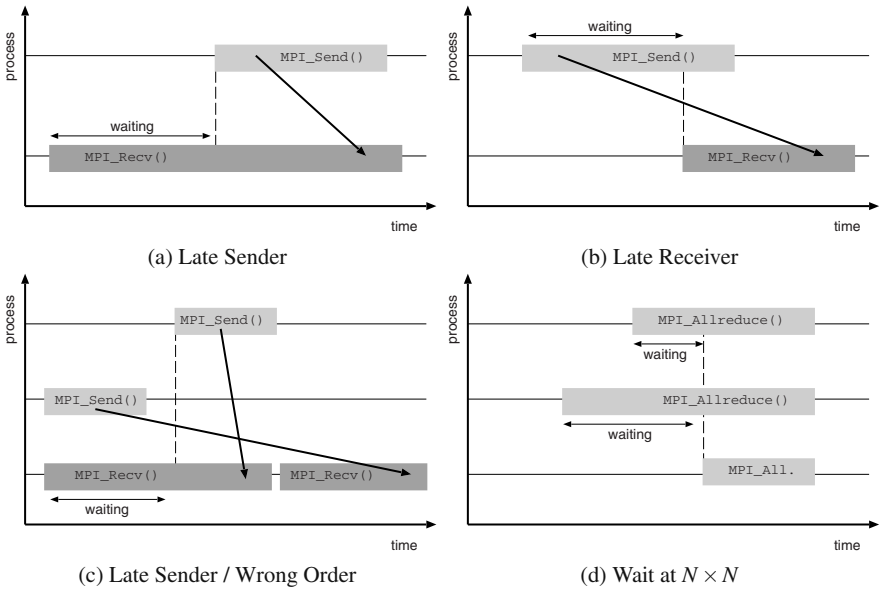 process
MPI_Send()
waiting
MPI_Recv()
time
(a) Late Sender
process
waiting
MPI_Send()
MPI_Recv()
time
(b) Late Receiver
process
MPI_Send()
MPI_Send()
MPI_Recv()
MPI_Recv()
waiting
time
(c) Late Sender / Wrong Order
process
MPI_Allreduce()
waiting
MPI_Allreduce()
waiting
MPI_All.
time
(d) Wait at N × N